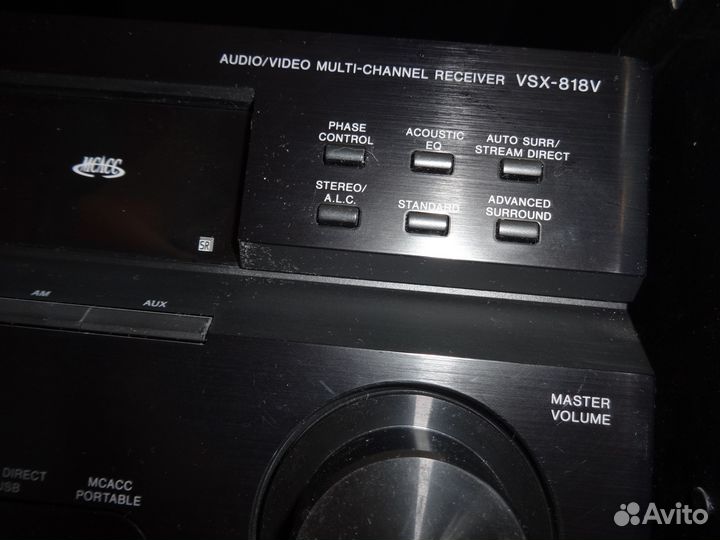 AUDIO/VIDEO MULTI-CHANNEL RECEIVER VSX-818V
PHASE
CONTROL
ACOUSTIC
EQ
AUTO SURR/
STREAM DIRECT
MCACC
STEREO/
A.L.C.
STANDARD
ADVANCED
SURROUND
SR
AM
AUX
MASTER
VOLUME
DIRECT
USB
MCACC
PORTABLE
Avito